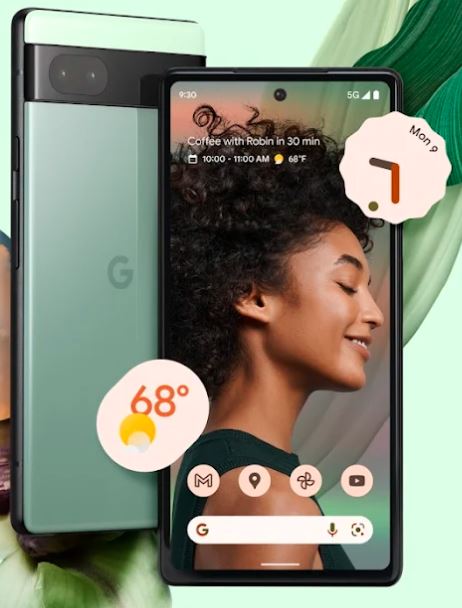 9:30
5G
Coffee with Robin in 30 min
10:00 - 11:00 AM 68°F
Mon 9
G
68°
G